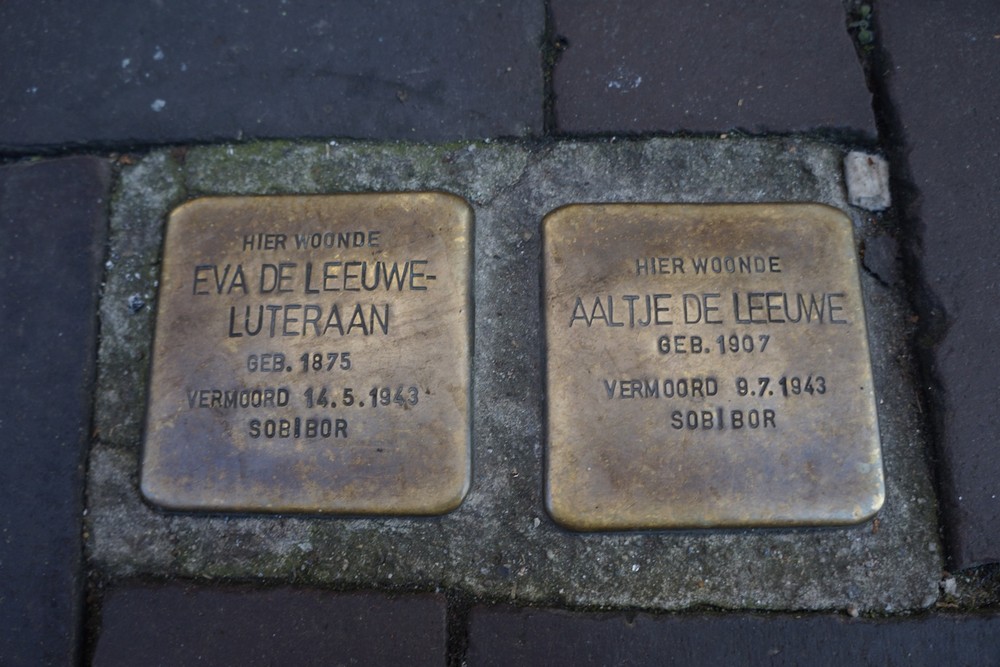 HIER WOONDE
EVA DE LEEUWE-
LUTERAAN
GEB. 1875
VERMOORD 14.5.1943
SOBIBOR
HIER WOONDE
AALTJE DE LEEUWE
GEB. 1907
VERMOORD 9.7.1943
SOBIBOR